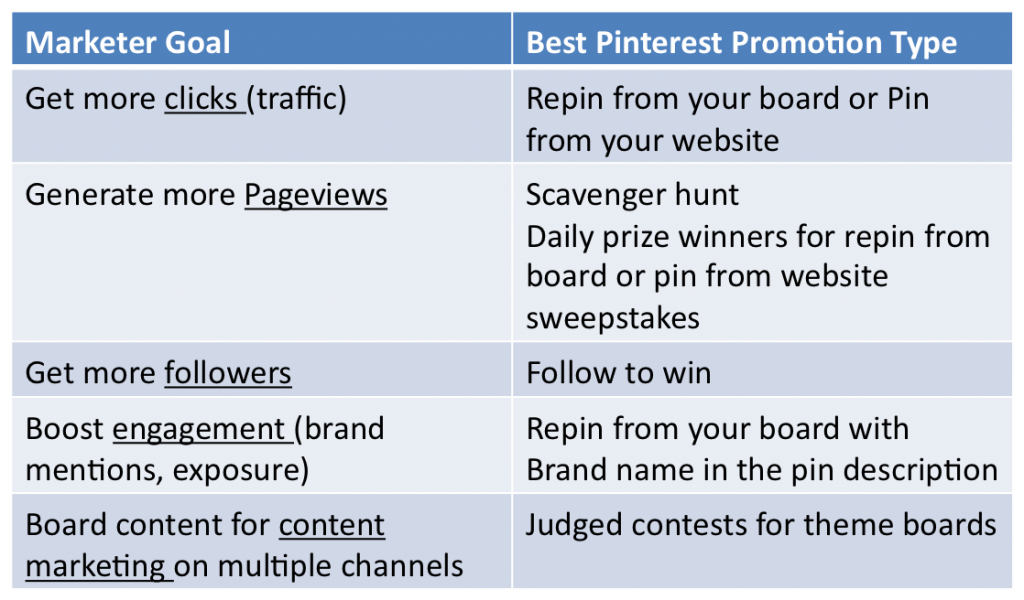 Marketer Goal
Best Pinterest Promotion Type
Get more clicks (traffic)
Repin from your board or Pin
from your website
Generate more Pageviews
Scavenger hunt
Daily prize winners for repin from
board or pin from website
sweepstakes
Get more followers
Follow to win
Boost engagement (brand
mentions, exposure)
Repin from your board with
Brand name in the pin description
Board content for content
marketing on multiple channels
Judged contests for theme boards